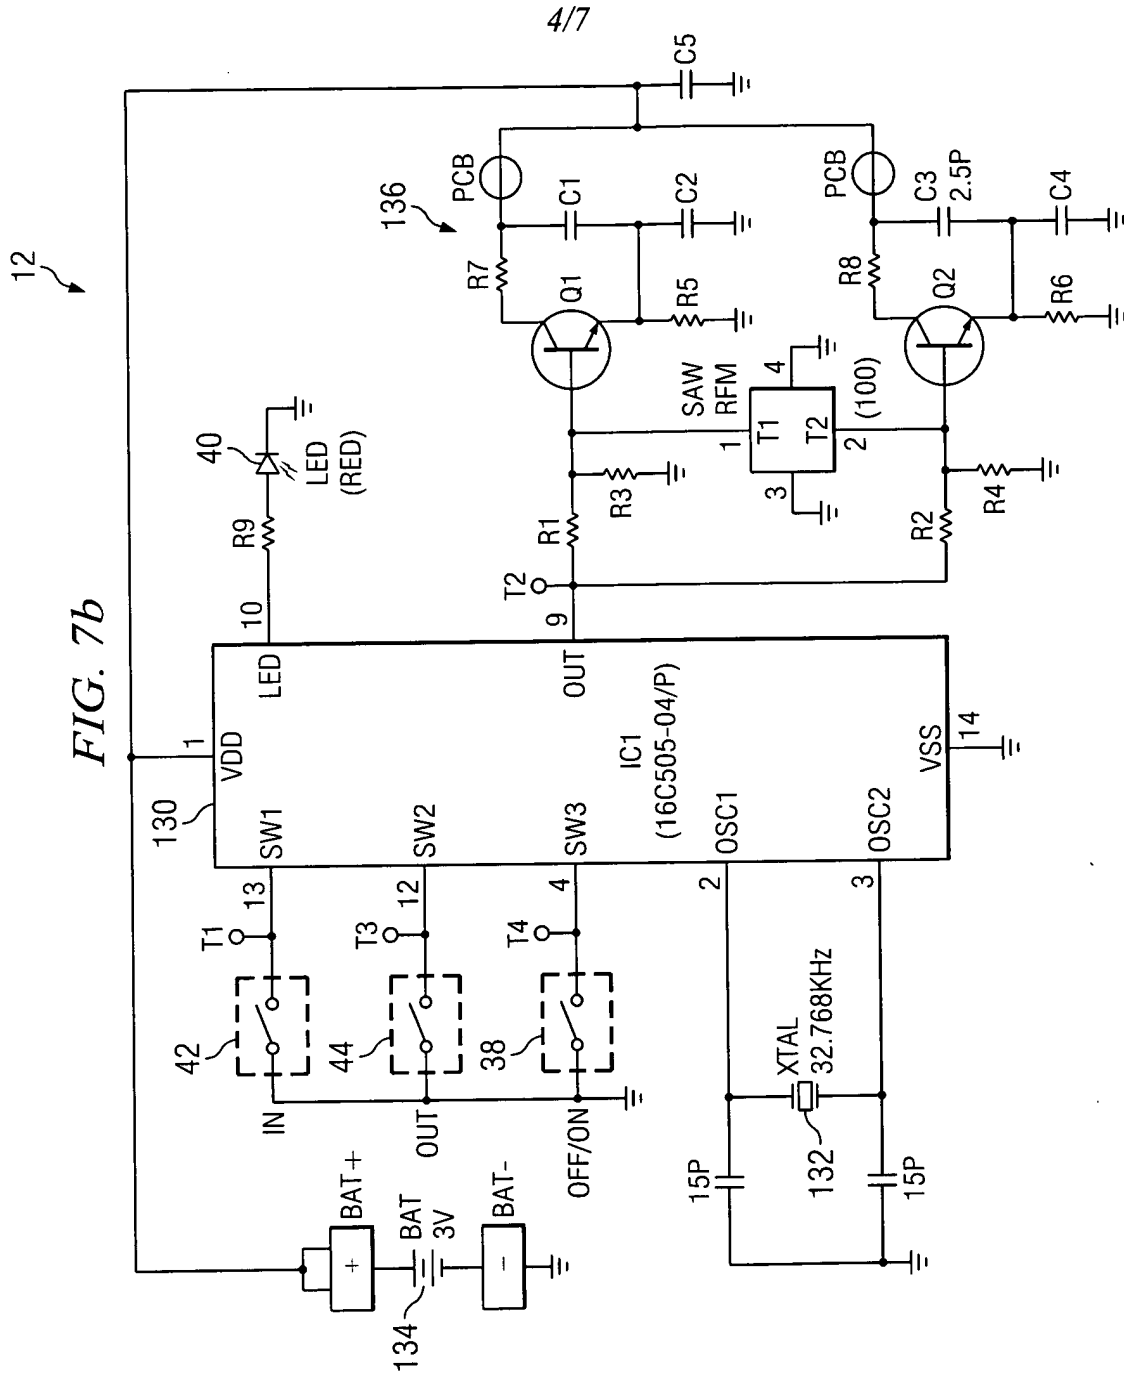 4/7
FIG. 7b
12
BAT+
BAT
3V
BAT-
134
+
-
IN
OUT
OFF/ON
42
44
38
T1
T3
T4
13
12
4
130
1
VDD
SW1
SW2
SW3
IC1
(16C505-04/P)
OSC1
OSC2
VSS
14
2
3
XTAL
32.768KHz
132
15P
15P
LED
10
R9
40
LED
(RED)
OUT
9
T2
R1
R3
R2
R4
SAW
RFM
1
T1
T2
2
3
4
(100)
136
Q1
R7
R5
PCB
C1
C2
Q2
R8
R6
PCB
C3
2.5P
C4
C5